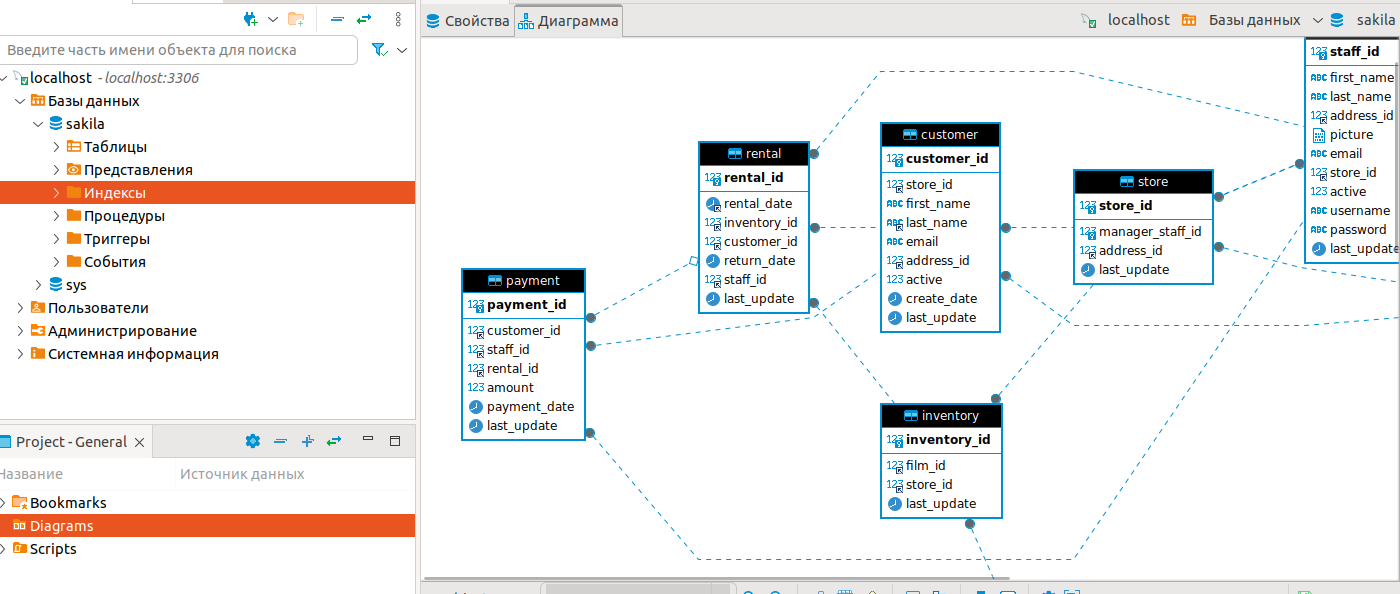 Введите часть имени объекта для поиска
localhost - localhost:3306
Базы данных
sakila
Таблицы
Представления
Индексы
Процедуры
Триггеры
События
sys
Пользователи
Администрирование
Системная информация
Project - General
Название Источник данных
Bookmarks
Diagrams
Scripts
Свойства Диаграмма localhost Базы данных sakila
payment
payment_id
customer_id
staff_id
rental_id
amount
payment_date
last_update
rental
rental_id
rental_date
inventory_id
customer_id
return_date
staff_id
last_update
customer
customer_id
store_id
first_name
last_name
email
address_id
active
create_date
last_update
inventory
inventory_id
film_id
store_id
last_update
store
store_id
manager_staff_id
address_id
last_update
staff_id
first_name
last_name
address_id
picture
email
store_id
active
username
password
last_update